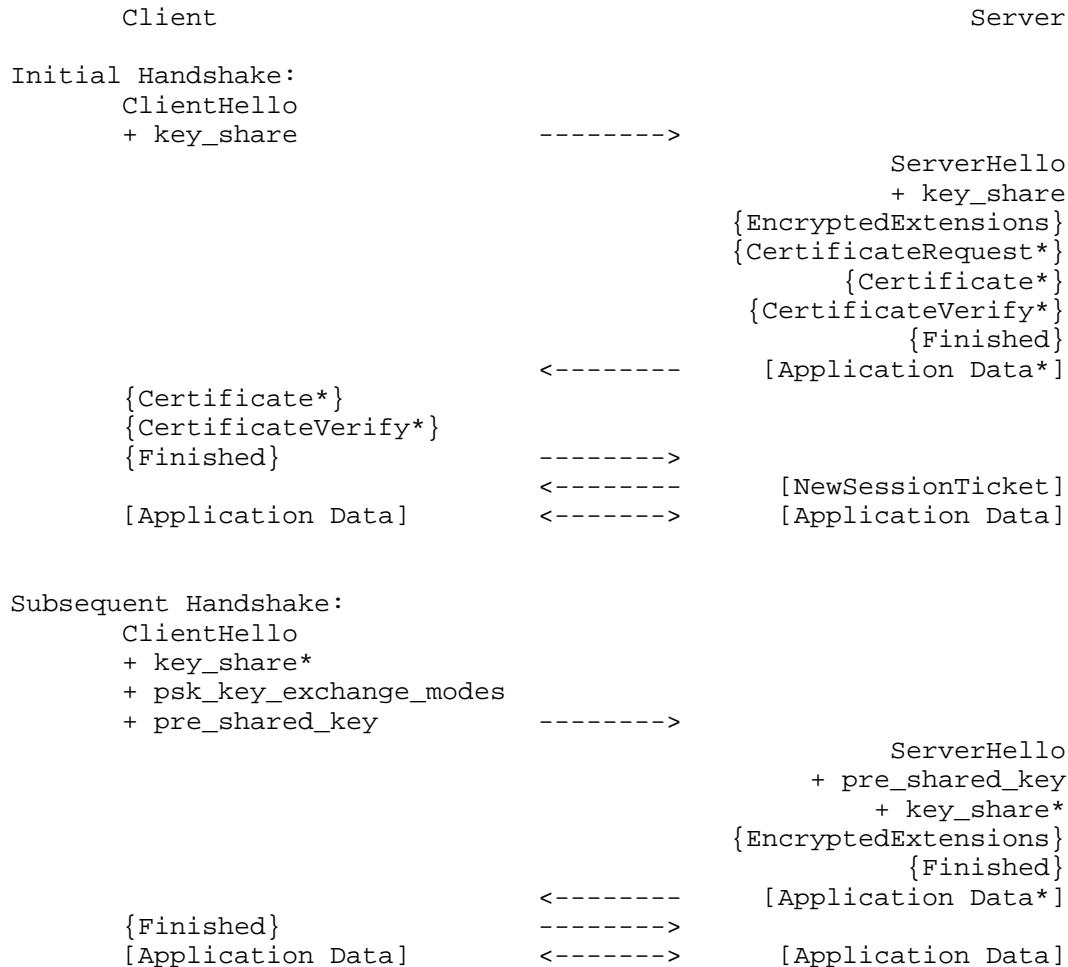 Client                                               Server
Initial Handshake:
ClientHello
+ key_share               -------->
ServerHello
+ key_share
{EncryptedExtensions}
{CertificateRequest*}
{Certificate*}
{CertificateVerify*}
{Finished}
<--------     [Application Data*]
{Certificate*}
{CertificateVerify*}
{Finished}                -------->
<--------      [NewSessionTicket]
[Application Data]        <------->      [Application Data]
Subsequent Handshake:
ClientHello
+ key_share*
+ psk_key_exchange_modes
+ pre_shared_key          -------->
ServerHello
+ pre_shared_key
+ key_share*
{EncryptedExtensions}
{Finished}
<--------     [Application Data*]
{Finished}                -------->
[Application Data]        <------->      [Application Data]